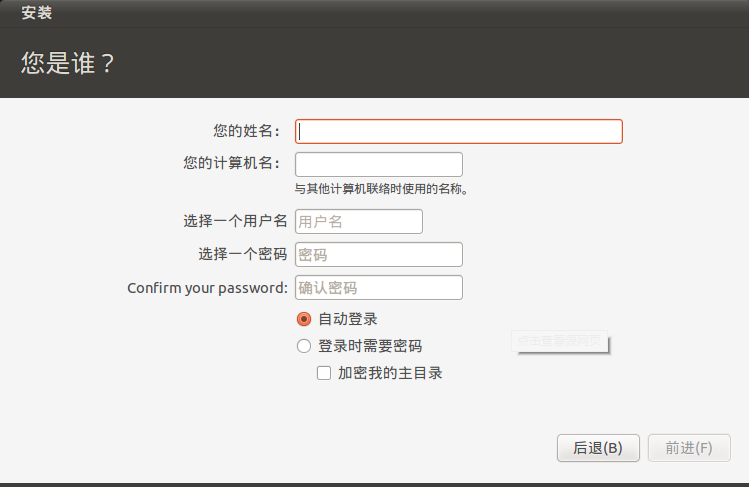 安装
您是谁？
您的姓名：
您的计算机名：
与其他计算机联络时使用的名称。
选择一个用户名 用户名
选择一个密码 密码
Confirm your password: 确认密码
自动登录
登录时需要密码
加密我的主目录
后退(B) 前进(F)